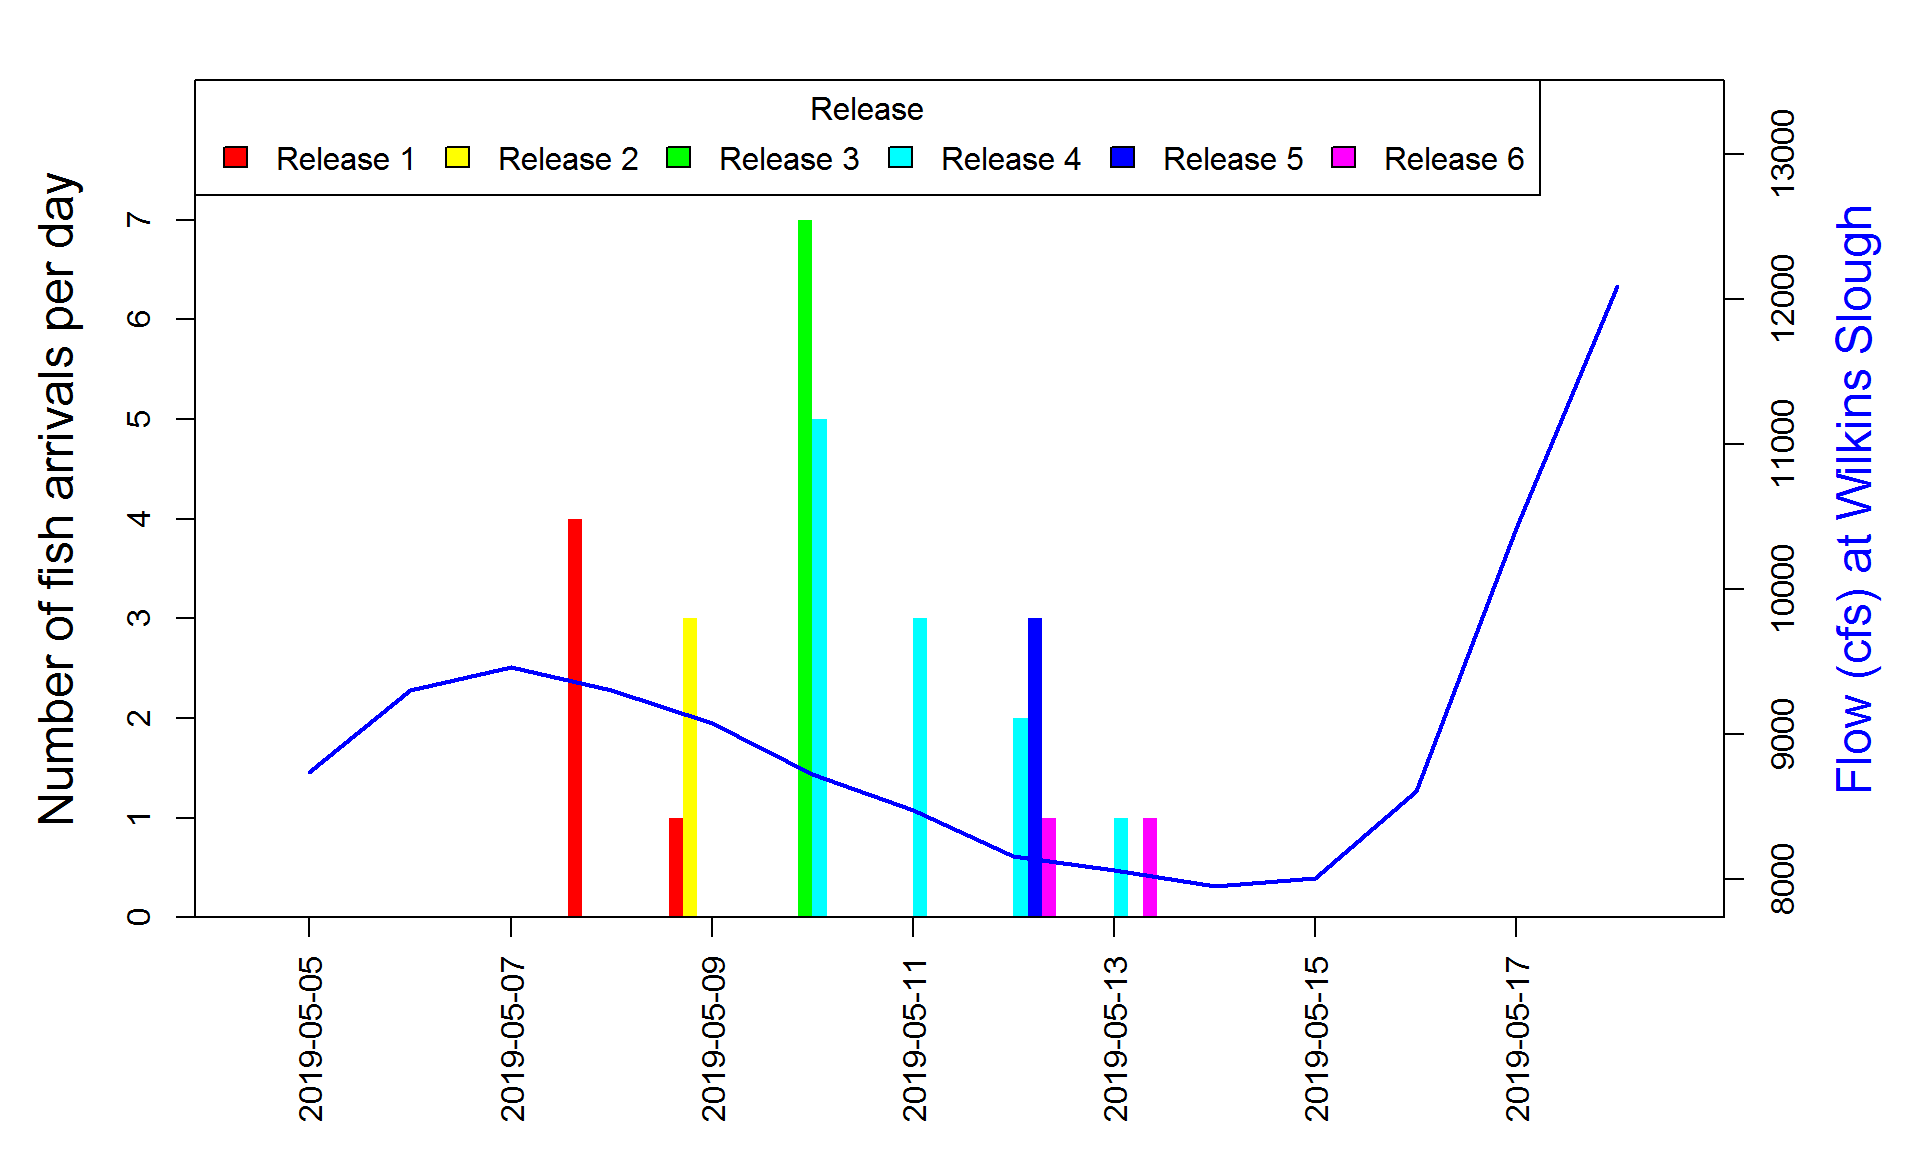 Release
Release 1 Release 2 Release 3 Release 4 Release 5 Release 6
Number of fish arrivals per day
0 1 2 3 4 5 6 7
2019-05-05 2019-05-07 2019-05-09 2019-05-11 2019-05-13 2019-05-15 2019-05-17
8000 9000 10000 11000 12000 13000
Flow (cfs) at Wilkins Slough